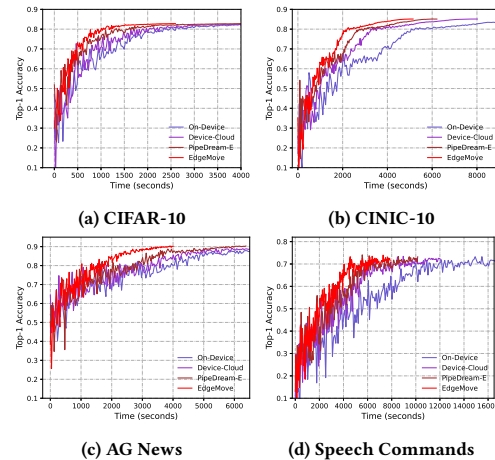 0.9
0.8
0.7
0.6
0.5
0.4
0.3
0.2
0.1
Top-1 Accuracy
On-Device
Device-Cloud
PipeDream-E
EdgeMove
0 500 1000 1500 2000 2500 3000 3500 4000
Time (seconds)
(a) CIFAR-10
0.9
0.8
0.7
0.6
0.5
0.4
0.3
0.2
0.1
Top-1 Accuracy
On-Device
Device-Cloud
PipeDream-E
EdgeMove
0 2000 4000 6000 8000
Time (seconds)
(b) CINIC-10
0.9
0.8
0.7
0.6
0.5
0.4
0.3
0.2
0.1
Top-1 Accuracy
On-Device
Device-Cloud
PipeDream-E
EdgeMove
0 1000 2000 3000 4000 5000 6000
Time (seconds)
(c) AG News
0.8
0.7
0.6
0.5
0.4
0.3
0.2
0.1
Top-1 Accuracy
On-Device
Device-Cloud
PipeDream-E
EdgeMove
0 2000 4000 6000 8000 10000 12000 14000 16000
Time (seconds)
(d) Speech Commands